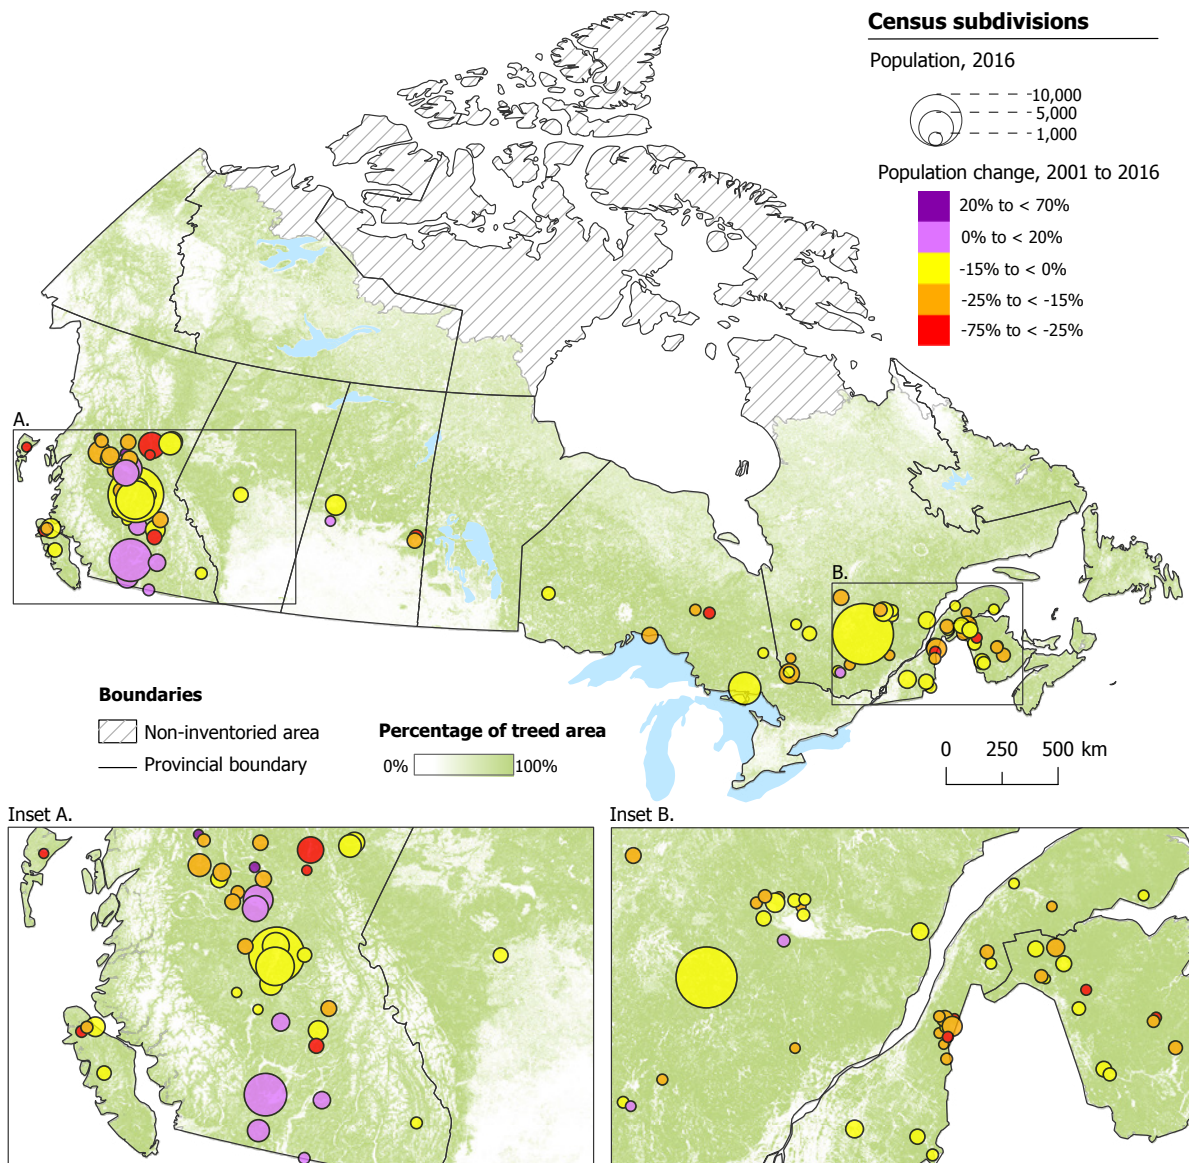 Census subdivisions
Population, 2016
10,000
5,000
1,000
Population change, 2001 to 2016
20% to < 70%
0% to < 20%
-15% to < 0%
-25% to < -15%
-75% to < -25%
A.
B.
Boundaries
Non-inventoried area
Provincial boundary
Percentage of treed area
0%
100%
0 250 500 km
Inset A.
Inset B.